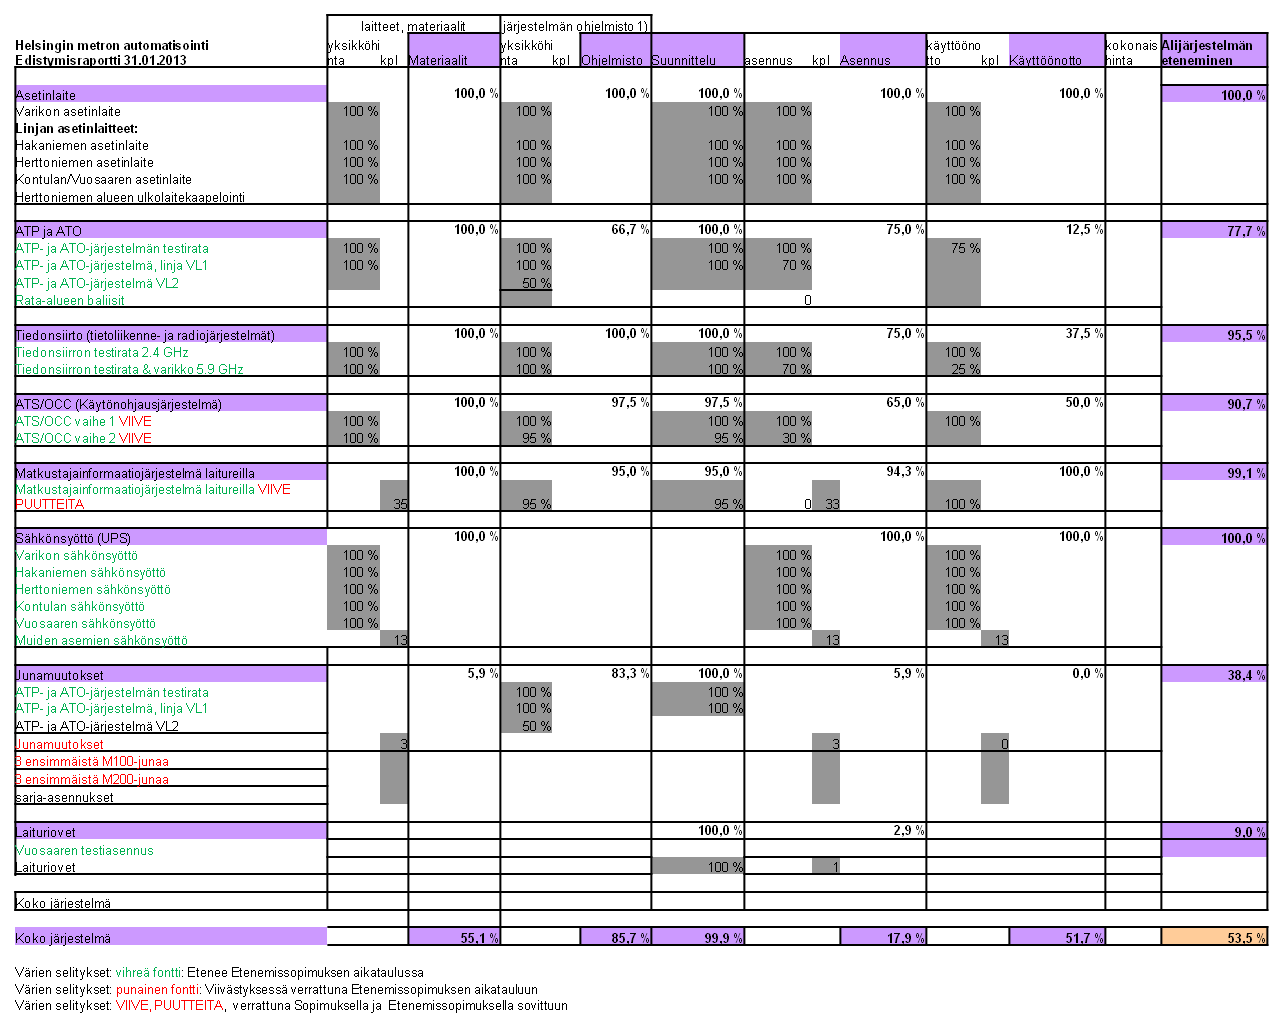 laitteet, materiaalit järjestelmän ohjelmisto 1)
Helsingin metron automatisointi yksikköhi yksikköhi käyttööno kokonais Alijärjestelmän
Edistymisraportti 31.01.2013 nta kpl Materiaalit nta kpl Ohjelmisto Suunnittelu asennus kpl Asennus tto kpl Käyttöönotto hinta eteneminen
Asetinlaite 100,0 % 100,0 % 100,0 % 100,0 % 100,0 % 100,0 %
Varikon asetinlaite 100 % 100 % 100 % 100 % 100 %
Linjan asetinlaitteet:
Hakaniemen asetinlaite 100 % 100 % 100 % 100 % 100 %
Herttoniemen asetinlaite 100 % 100 % 100 % 100 % 100 %
Kontulan/Vuosaaren asetinlaite 100 % 100 % 100 % 100 % 100 %
Herttoniemen alueen ulkolaitekaapelointi
ATP ja ATO 100,0 % 66,7 % 100,0 % 75,0 % 12,5 % 77,7 %
ATP- ja ATO-järjestelmän testirata 100 % 100 % 100 % 100 % 75 %
ATP- ja ATO-järjestelmä, linja VL1 100 % 100 % 100 % 70 %
ATP- ja ATO-järjestelmä VL2 50 %
Rata-alueen baliisit 0
Tiedonsiirto (tietoliikenne- ja radiojärjestelmät) 100,0 % 100,0 % 100,0 % 75,0 % 37,5 % 95,5 %
Tiedonsiirron testirata 2.4 GHz 100 % 100 % 100 % 100 % 100 %
Tiedonsiirron testirata & varikko 5.9 GHz 100 % 100 % 100 % 70 % 25 %
ATS/OCC (Käytönohjausjärjestelmä) 100,0 % 97,5 % 97,5 % 65,0 % 50,0 % 90,7 %
ATS/OCC vaihe 1 VIIVE 100 % 100 % 100 % 100 % 100 %
ATS/OCC vaihe 2 VIIVE 100 % 95 % 95 % 30 %
Matkustajainformaatiojärjestelmä laitureilla 100,0 % 95,0 % 95,0 % 94,3 % 100,0 % 99,1 %
Matkustajainformaatiojärjestelmä laitureilla VIIVE
PUUTTEITA 35 95 % 95 % 0 33 100 %
Sähkönsyöttö (UPS) 100,0 % 100,0 % 100,0 % 100,0 %
Varikon sähkönsyöttö 100 % 100 % 100 %
Hakaniemen sähkönsyöttö 100 % 100 % 100 %
Herttoniemen sähkönsyöttö 100 % 100 % 100 %
Kontulan sähkönsyöttö 100 % 100 % 100 %
Vuosaaren sähkönsyöttö 100 % 100 % 100 %
Muiden asemien sähkönsyöttö 13 13 13
Junamuutokset 5,9 % 83,3 % 100,0 % 5,9 % 0,0 % 38,4 %
ATP- ja ATO-järjestelmän testirata 100 % 100 %
ATP- ja ATO-järjestelmä, linja VL1 100 % 100 %
ATP- ja ATO-järjestelmä VL2 50 %
Junamuutokset 3 3 0
3 ensimmäistä M100-junaa
3 ensimmäistä M200-junaa
sarja-asennukset
Laituriovet 100,0 % 2,9 % 9,0 %
Vuosaaren testiasennus
Laituriovet 100 % 1
Koko järjestelmä
Koko järjestelmä 55,1 % 85,7 % 99,9 % 17,9 % 51,7 % 53,5 %
Värien selitykset: vihreä fontti: Etenee Etenemissopimuksen aikataulussa
Värien selitykset: punainen fontti: Viivästyksessä verrattuna Etenemissopimuksen aikatauluun
Värien selitykset: VIIVE, PUUTTEITA, verrattuna Sopimuksella ja Etenemissopimuksella sovittuun